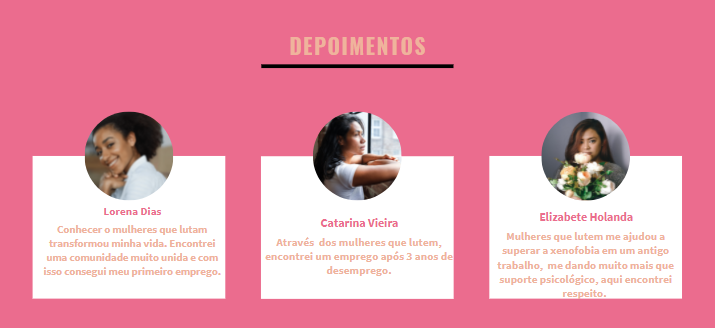 DEPOIMENTOS
Lorena Dias
Conhecer o mulheres que lutam
transformou minha vida. Encontrei
uma comunidade muito unida e com
isso consegui meu primeiro emprego.
Catarina Vieira
Através dos mulheres que lutem,
encontrei um emprego após 3 anos de
desemprego.
Elizabete Holanda
Mulheres que lutem me ajudou a
superar a xenofobia em um antigo
trabalho, me dando muito mais que
suporte psicológico, aqui encontrei
respeito.